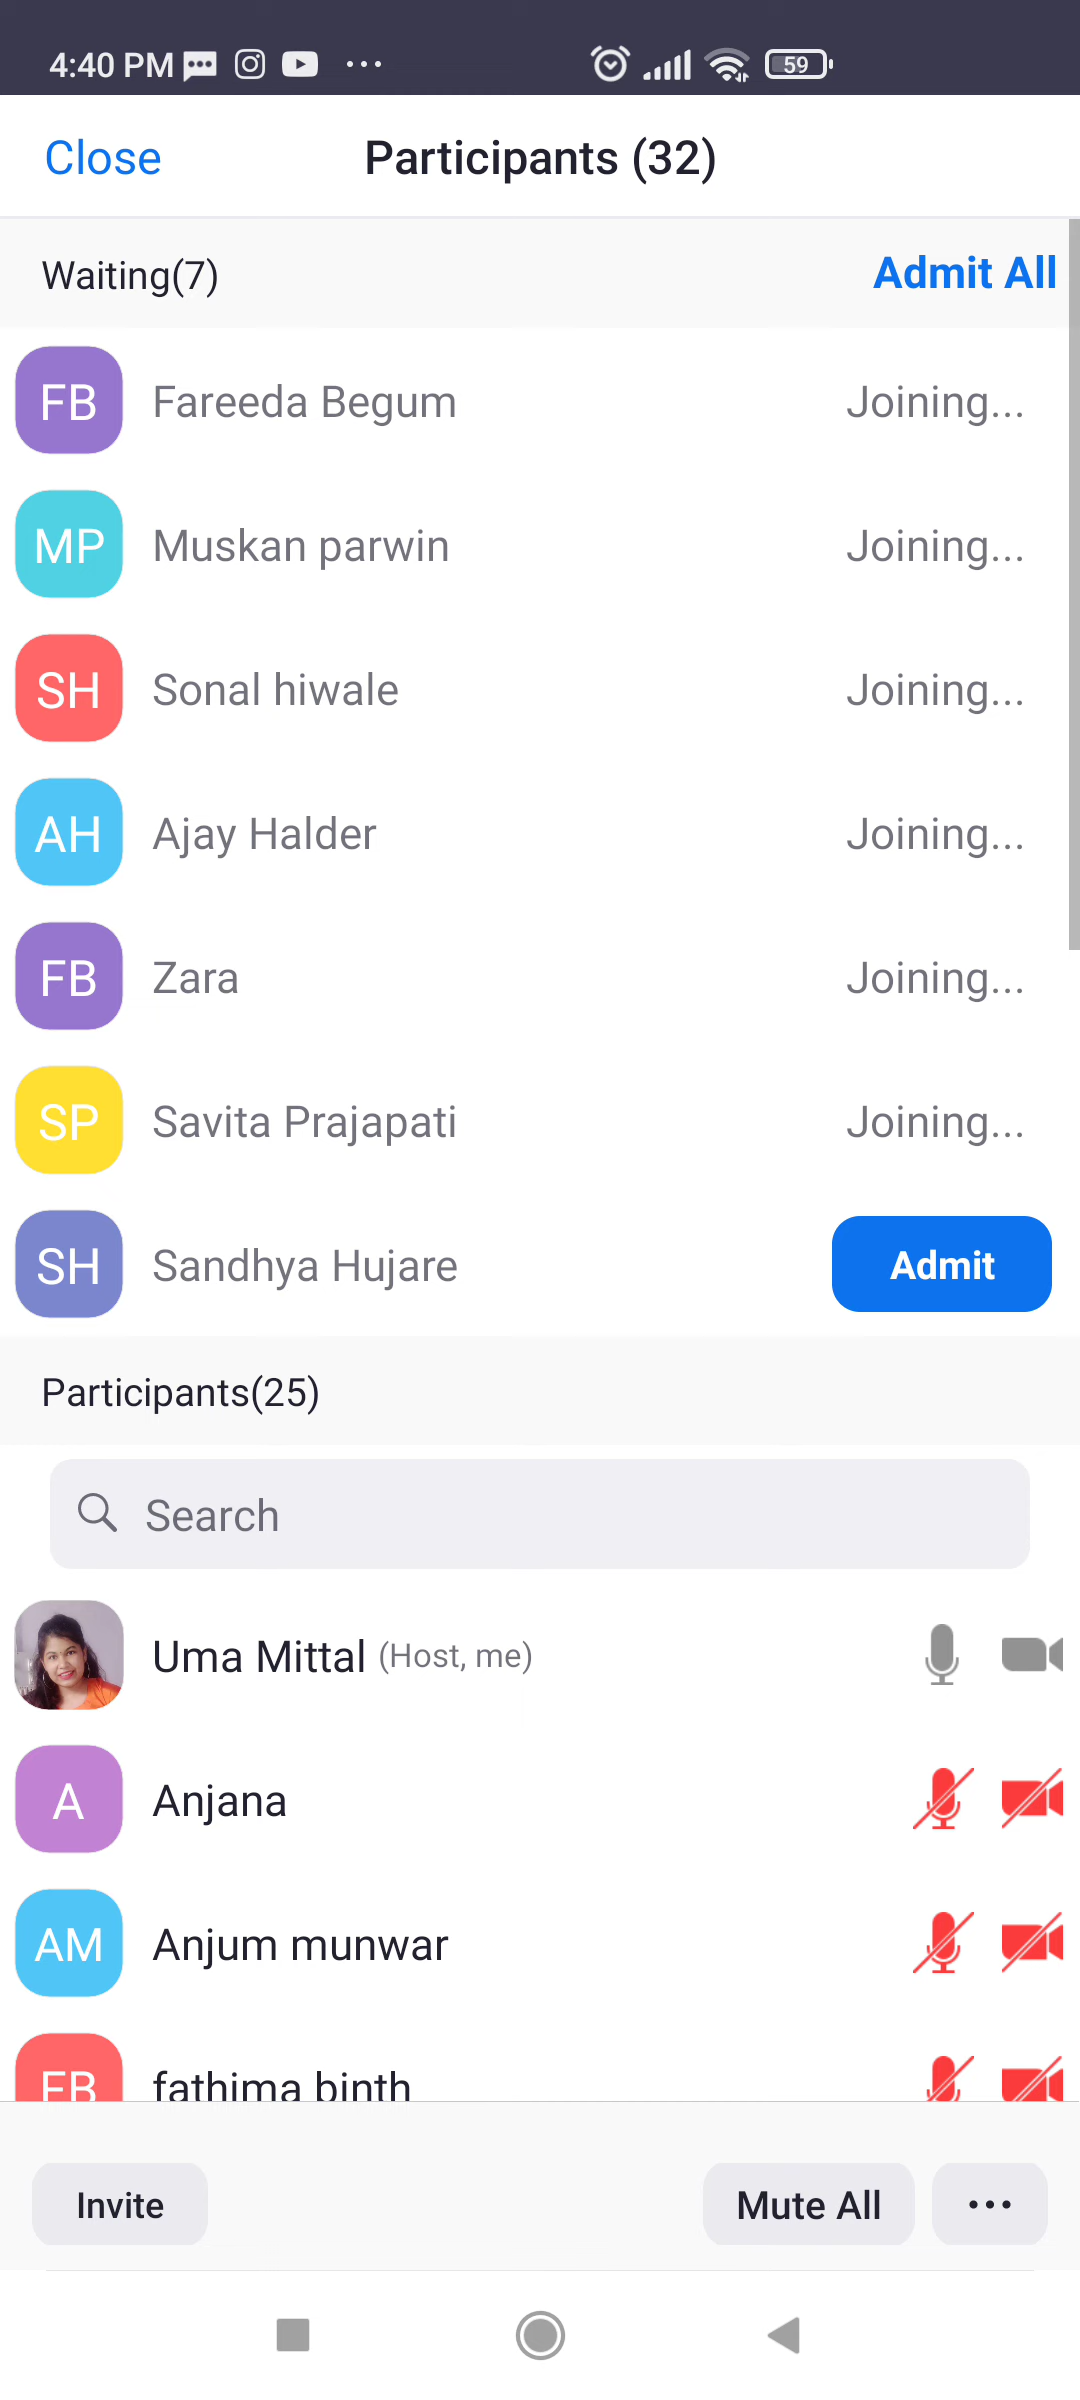 4:40 PM 59
Close Participants (32)
Waiting(7) Admit All
FB Fareeda Begum Joining...
MP Muskan parwin Joining...
SH Sonal hiwale Joining...
AH Ajay Halder Joining...
FB Zara Joining...
SP Savita Prajapati Joining...
SH Sandhya Hujare Admit
Participants(25)
Search
Uma Mittal (Host, me)
A Anjana
AM Anjum munwar
FB fathima binth
Invite Mute All